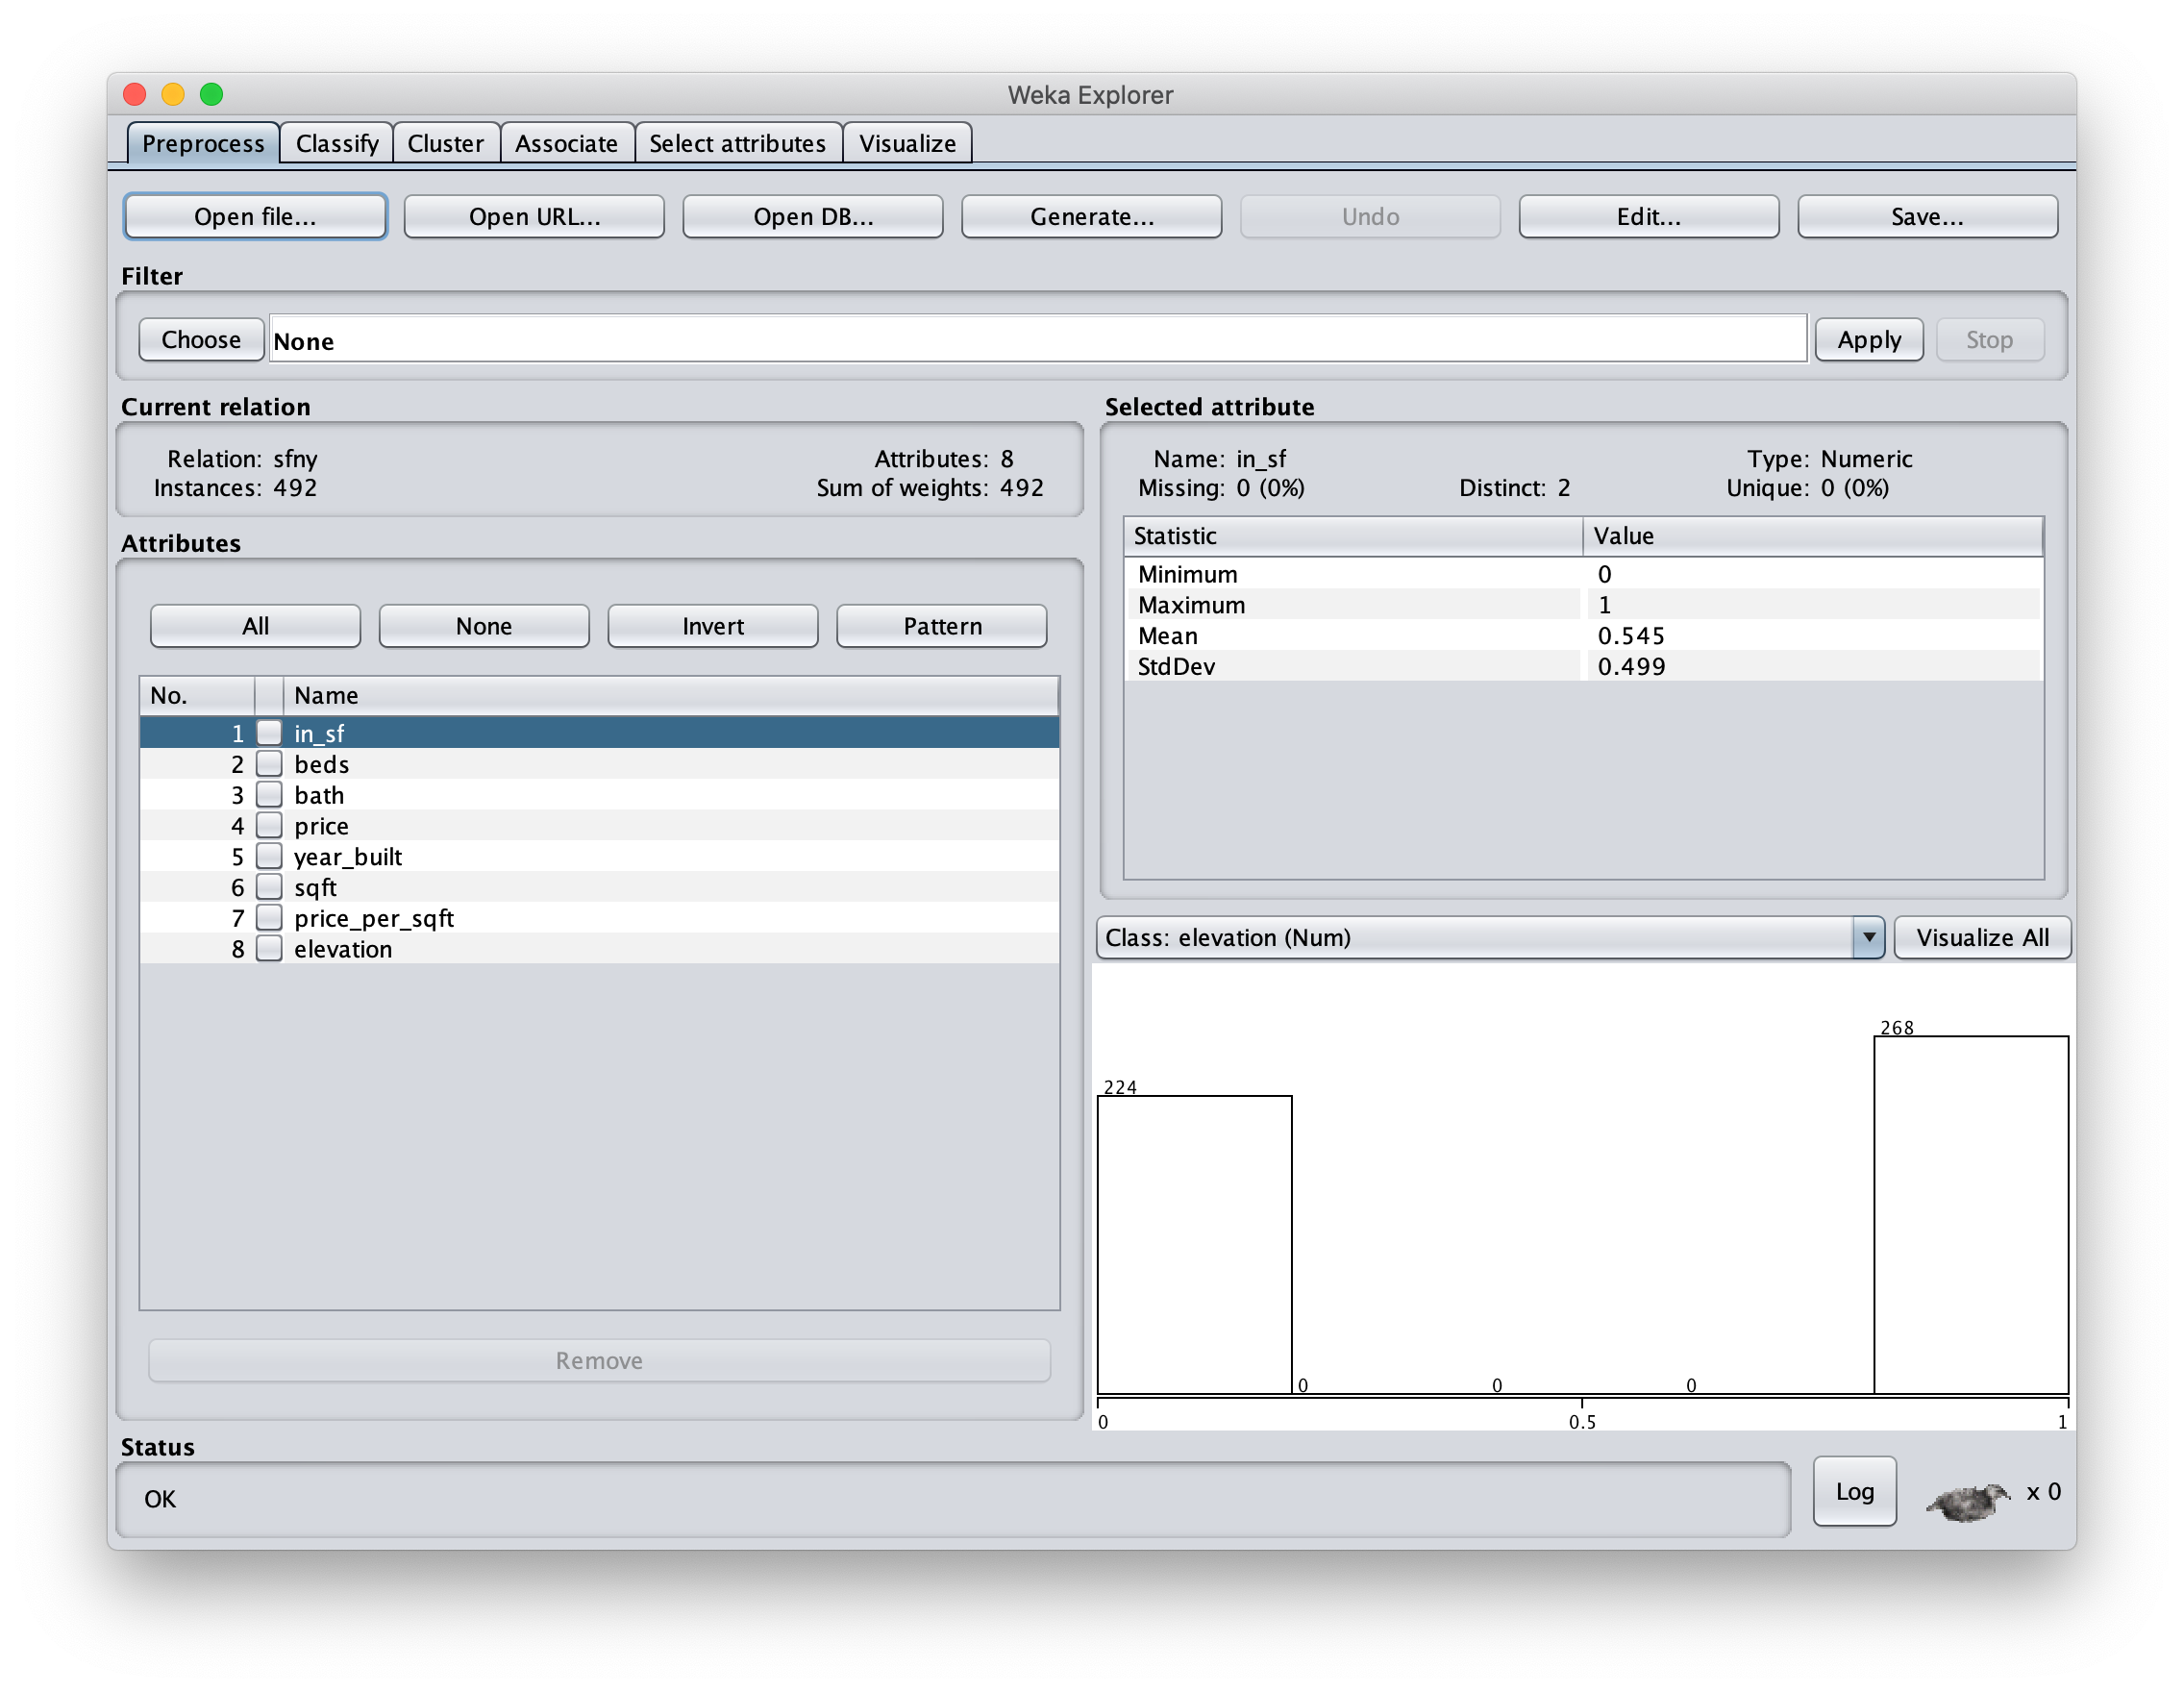 Weka Explorer
Preprocess Classify Cluster Associate Select attributes Visualize
Open file... Open URL... Open DB... Generate... Undo Edit... Save...
Filter
Choose None Apply Stop
Current relation
Relation: sfny Attributes: 8
Instances: 492 Sum of weights: 492
Attributes
All None Invert Pattern
No. Name
1 in_sf
2 beds
3 bath
4 price
5 year_built
6 sqft
7 price_per_sqft
8 elevation
Remove
Selected attribute
Name: in_sf Type: Numeric
Missing: 0 (0%) Distinct: 2 Unique: 0 (0%)
Statistic Value
Minimum 0
Maximum 1
Mean 0.545
StdDev 0.499
Class: elevation (Num) Visualize All
268
224
0 0 0
0 0.5 1
Status
OK
Log x 0